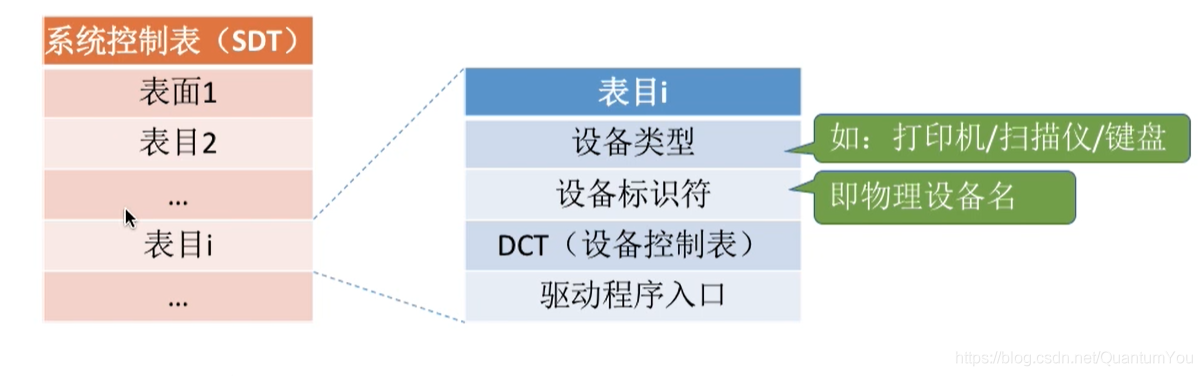 系统控制表（SDT）
表面1
表目2
...
表目i
...
表目i
设备类型
设备标识符
DCT（设备控制表）
驱动程序入口
如：打印机/扫描仪/键盘
即物理设备名
https://blog.csdn.net/QuantumYou